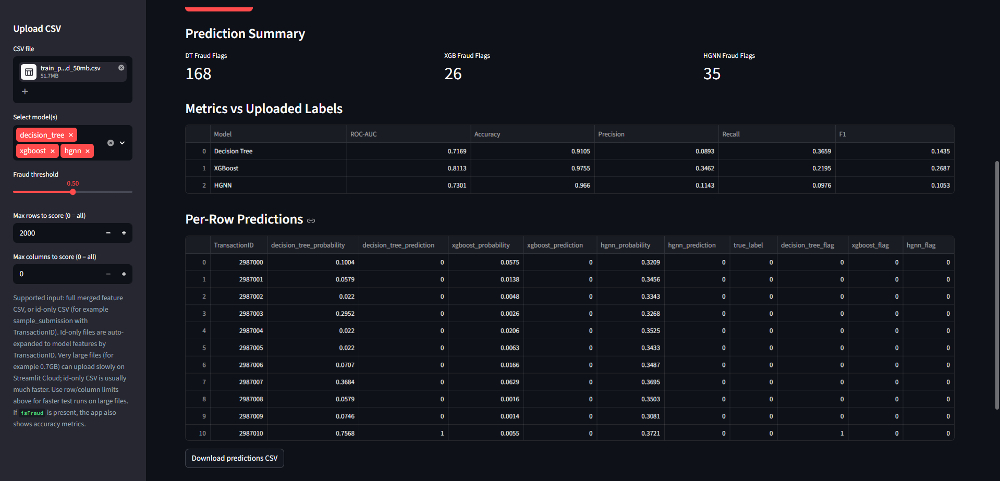 Upload CSV
CSV file
train_p...d_50mb.csv
51.7MB
Select model(s)
decision_tree
xgboost hgnn
Fraud threshold
0.50
Max rows to score (0 = all)
2000
Max columns to score (0 = all)
0
Supported input: full merged feature
CSV, or id-only CSV (for example
sample_submission with
TransactionID). Id-only files are auto-
expanded to model features by
TransactionID. Very large files (for
example 0.7GB) can upload slowly on
Streamlit Cloud; id-only CSV is usually
much faster. Use row/column limits
above for faster test runs on large files.
If isFraud is present, the app also
shows accuracy metrics.
Prediction Summary
DT Fraud Flags XGB Fraud Flags HGNN Fraud Flags
168 26 35
Metrics vs Uploaded Labels
Model ROC-AUC Accuracy Precision Recall F1
0 Decision Tree 0.7169 0.9105 0.0893 0.3659 0.1435
1 XGBoost 0.8113 0.9755 0.3462 0.2195 0.2687
2 HGNN 0.7301 0.966 0.1143 0.0976 0.1053
Per-Row Predictions
TransactionID decision_tree_probability decision_tree_prediction xgboost_probability xgboost_prediction hgnn_probability hgnn_prediction true_label decision_tree_flag xgboost_flag hgnn_flag
0 2987000 0.1004 0 0.0575 0 0.3209 0 0 0 0 0
1 2987001 0.0579 0 0.0138 0 0.3456 0 0 0 0 0
2 2987002 0.022 0 0.0048 0 0.3343 0 0 0 0 0
3 2987003 0.2952 0 0.0026 0 0.3268 0 0 0 0 0
4 2987004 0.022 0 0.0206 0 0.3525 0 0 0 0 0
5 2987005 0.022 0 0.0063 0 0.3433 0 0 0 0 0
6 2987006 0.0707 0 0.0166 0 0.3487 0 0 0 0 0
7 2987007 0.3684 0 0.0629 0 0.3695 0 0 0 0 0
8 2987008 0.0579 0 0.0016 0 0.3503 0 0 0 0 0
9 2987009 0.0746 0 0.0014 0 0.3081 0 0 0 0 0
10 2987010 0.7568 1 0.0055 0 0.3721 0 0 1 0 0
Download predictions CSV